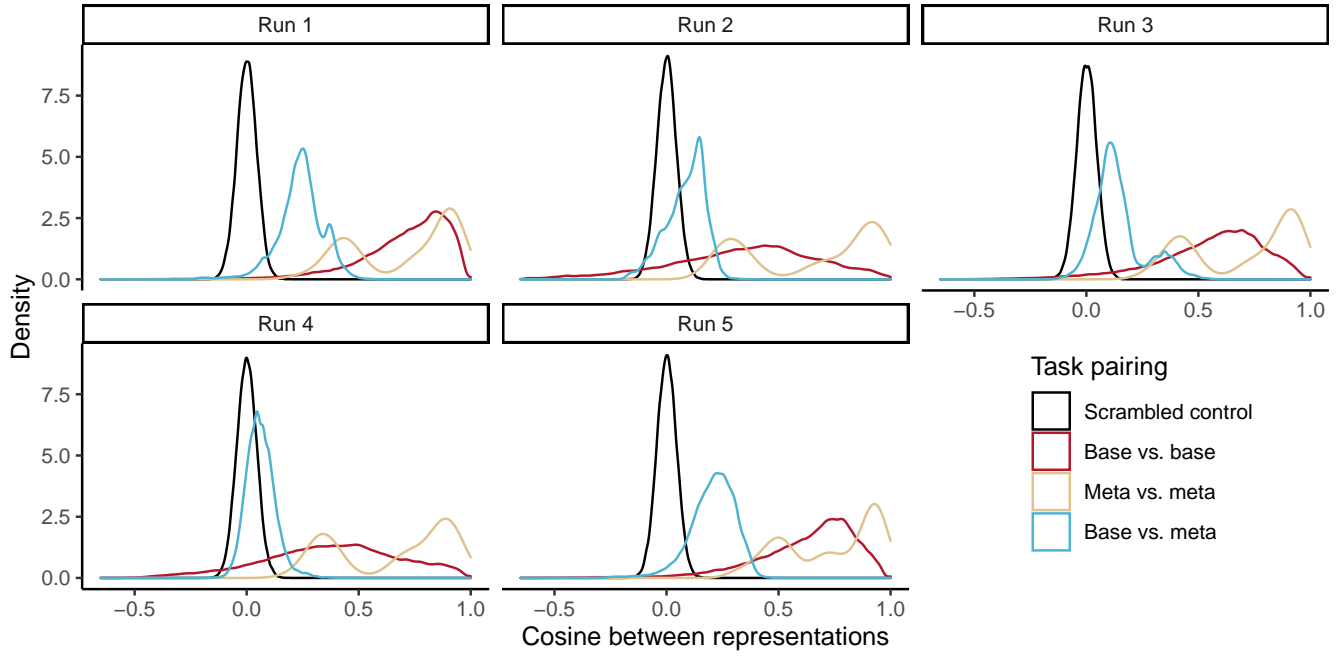 Run 1
Run 2
Run 3
7.5
5.0
2.5
0.0
−0.5 0.0 0.5 1.0
Run 4
Run 5
7.5
5.0
2.5
0.0
−0.5 0.0 0.5 1.0
−0.5 0.0 0.5 1.0
Density
Cosine between representations
Task pairing
Scrambled control
Base vs. base
Meta vs. meta
Base vs. meta